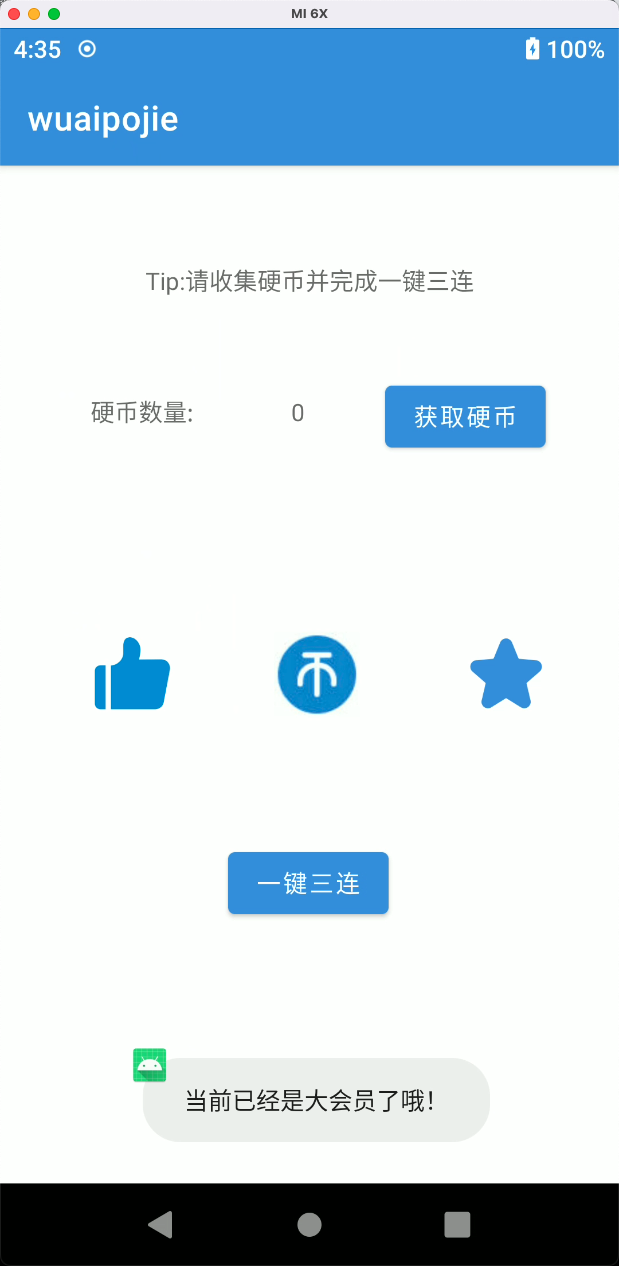 MI 6X
4:35 100%
wuaipojie
Tip:请收集硬币并完成一键三连
硬币数量: 0 获取硬币
一键三连
当前已经是大会员了哦!